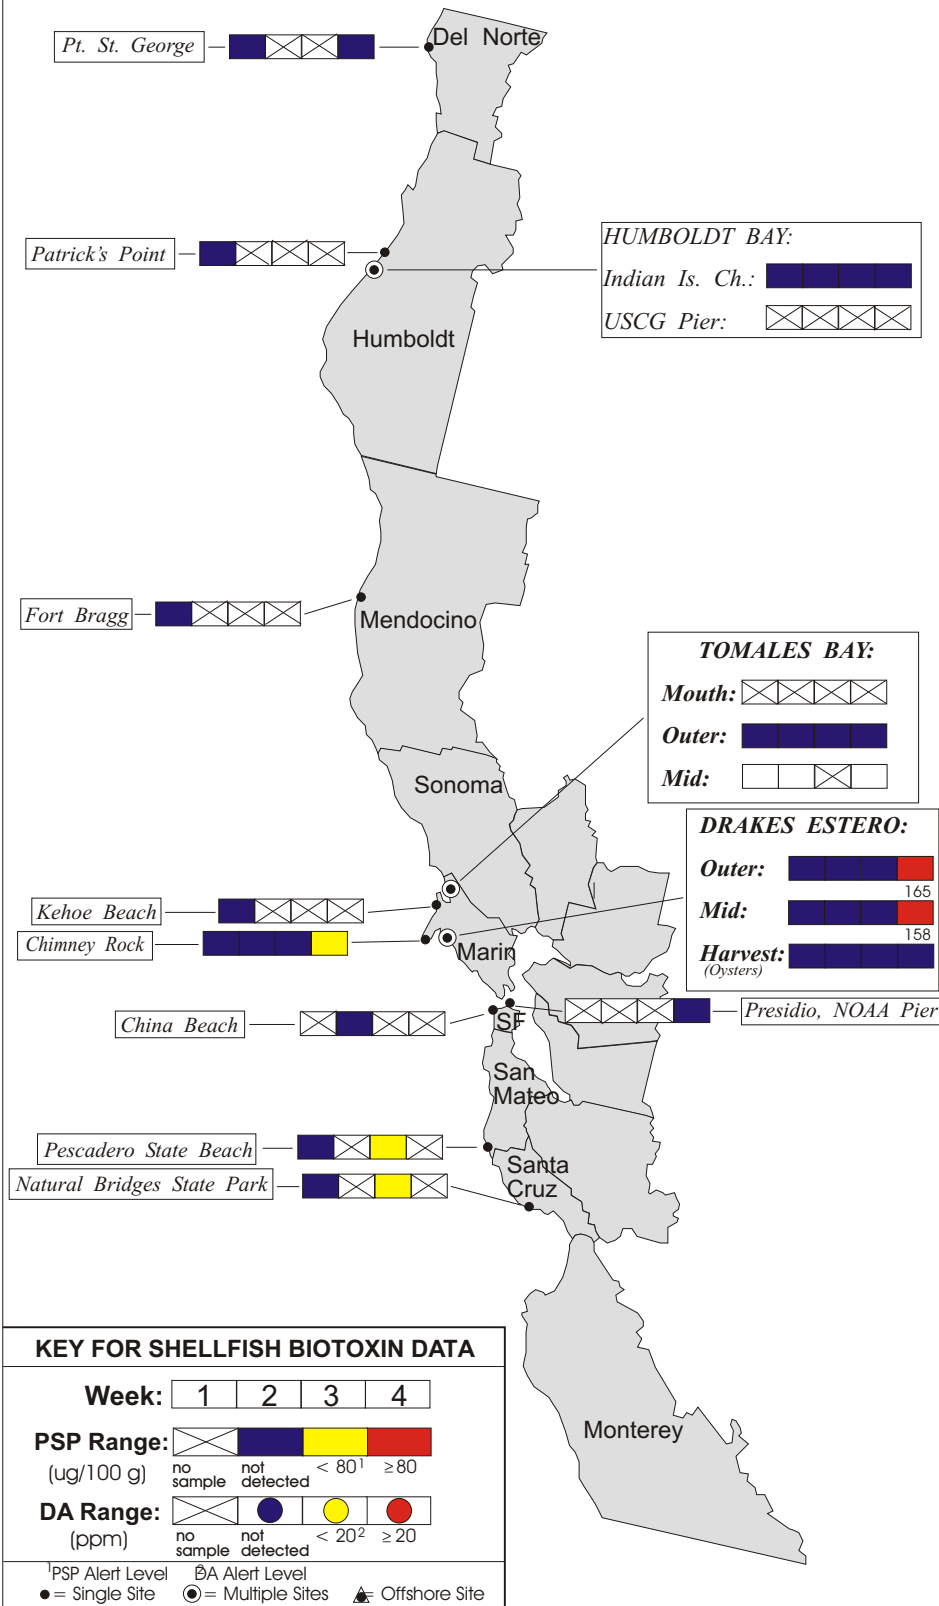 Pt. St. George
Del Norte
Patrick's Point
HUMBOLDT BAY:
Indian Is. Ch.:
USCG Pier:
Humboldt
Fort Bragg
Mendocino
TOMALES BAY:
Mouth:
Outer:
Mid:
Sonoma
DRAKES ESTERO:
Outer:
165
Mid:
158
Harvest:
(Oysters)
Kehoe Beach
Chimney Rock
Marin
China Beach
SF
Presidio, NOAA Pier
San
Mateo
Pescadero State Beach
Santa
Cruz
Natural Bridges State Park
Monterey
KEY FOR SHELLFISH BIOTOXIN DATA
Week: 1 2 3 4
PSP Range:
(ug/100 g)
no sample not detected < 80¹ ≥80
DA Range:
(ppm)
no sample not detected < 20² ≥ 20
¹PSP Alert Level ²DA Alert Level
= Single Site = Multiple Sites = Offshore Site